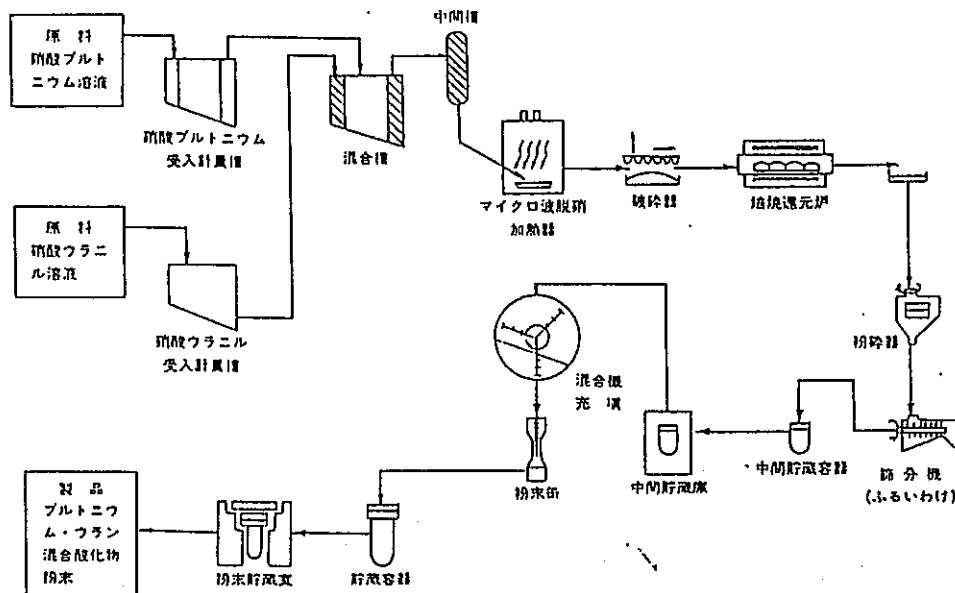 原料
硝酸プルト
ニウム溶液
硝酸プルトニウム
受入計量槽
混合槽
中間槽
マイクロ波脱硝
加熱器
破砕器
焙焼還元炉
原料
硝酸ウラニ
ル溶液
硝酸ウラニル
受入計量槽
粉砕器
篩分機
(ふるいわけ)
中間貯蔵容器
中間貯蔵庫
混合機
充填
粉末缶
貯蔵容器
粉末貯蔵室
製品
プルトニウ
ム・ウラン
混合酸化物
粉末